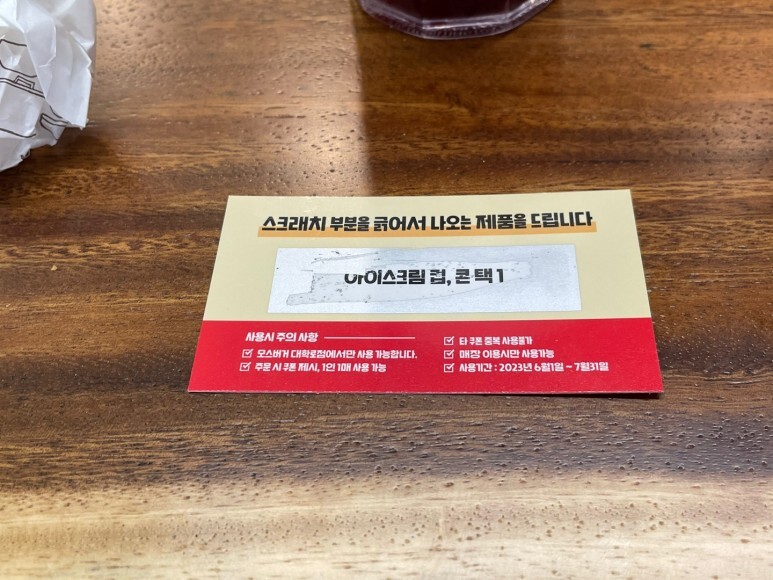 스크래치 부분을 긁어서 나오는 제품을 드립니다
아이스크림 컵, 콘 택 1
사용시 주의 사항
모스버거 대학로점에서만 사용 가능합니다.
주문 시 쿠폰 제시, 1인 1매 사용 가능
타 쿠폰 중복 사용불가
매장 이용시만 사용가능
사용기간 : 2023년 6월1일 ~ 7월31일